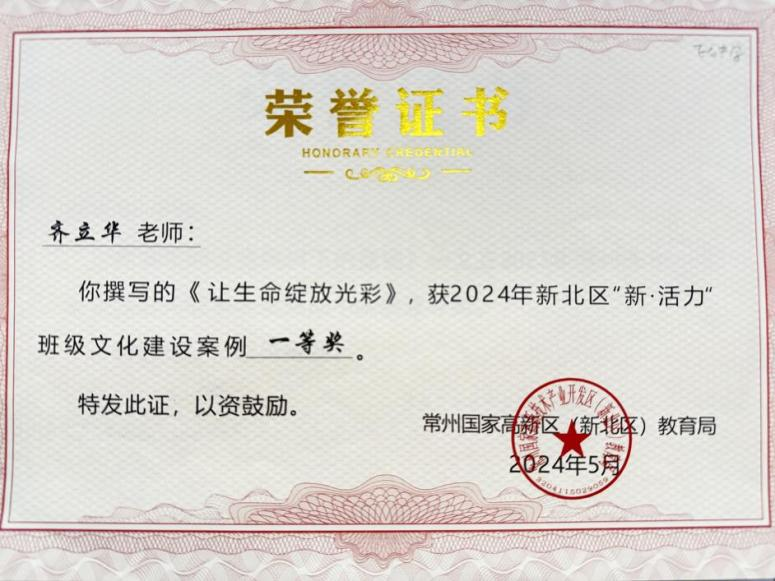 荣誉证书
HONORARY CREDENTIAL
齐立华 老师：
你撰写的《让生命绽放光彩》，获2024年新北区“新·活力”
班级文化建设案例 一等奖 。
特发此证，以资鼓励。
常州国家高新区（新北区）教育局
2024年5月
3204115029059